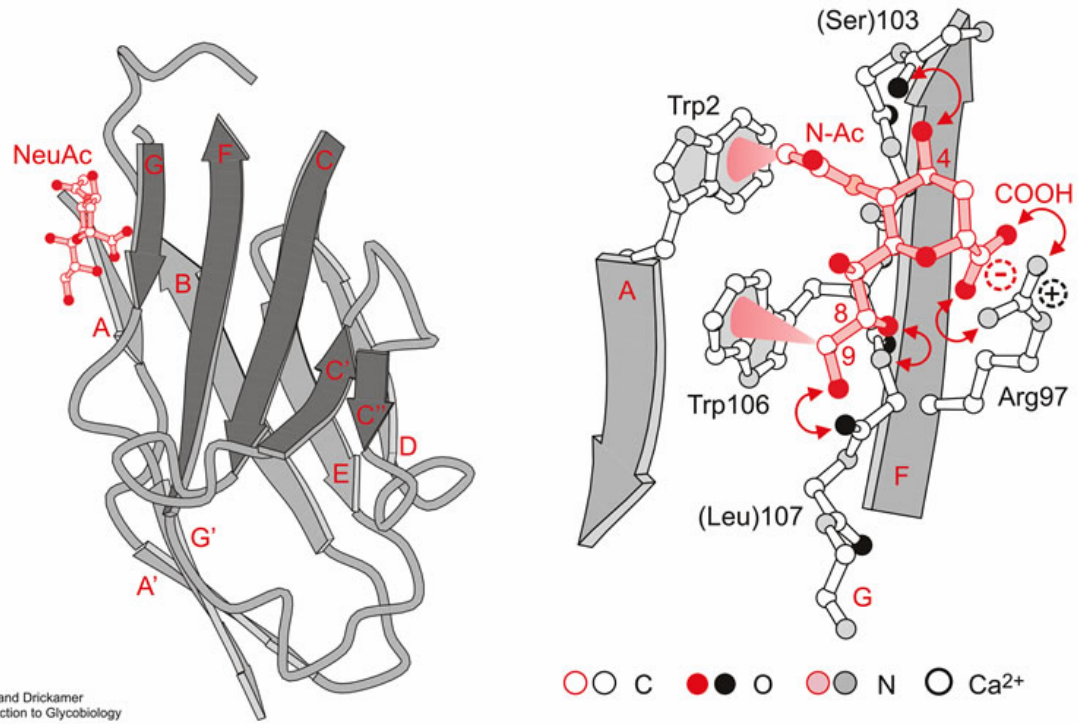 NeuAc
G
F
C
B
A
C'
C''
D
E
G'
A'
and Drickamer
ction to Glycobiology
(Ser)103
Trp2
N-Ac
4
COOH
-
+
A
8
9
Trp106
Arg97
F
(Leu)107
G
C
O
N
Ca2+